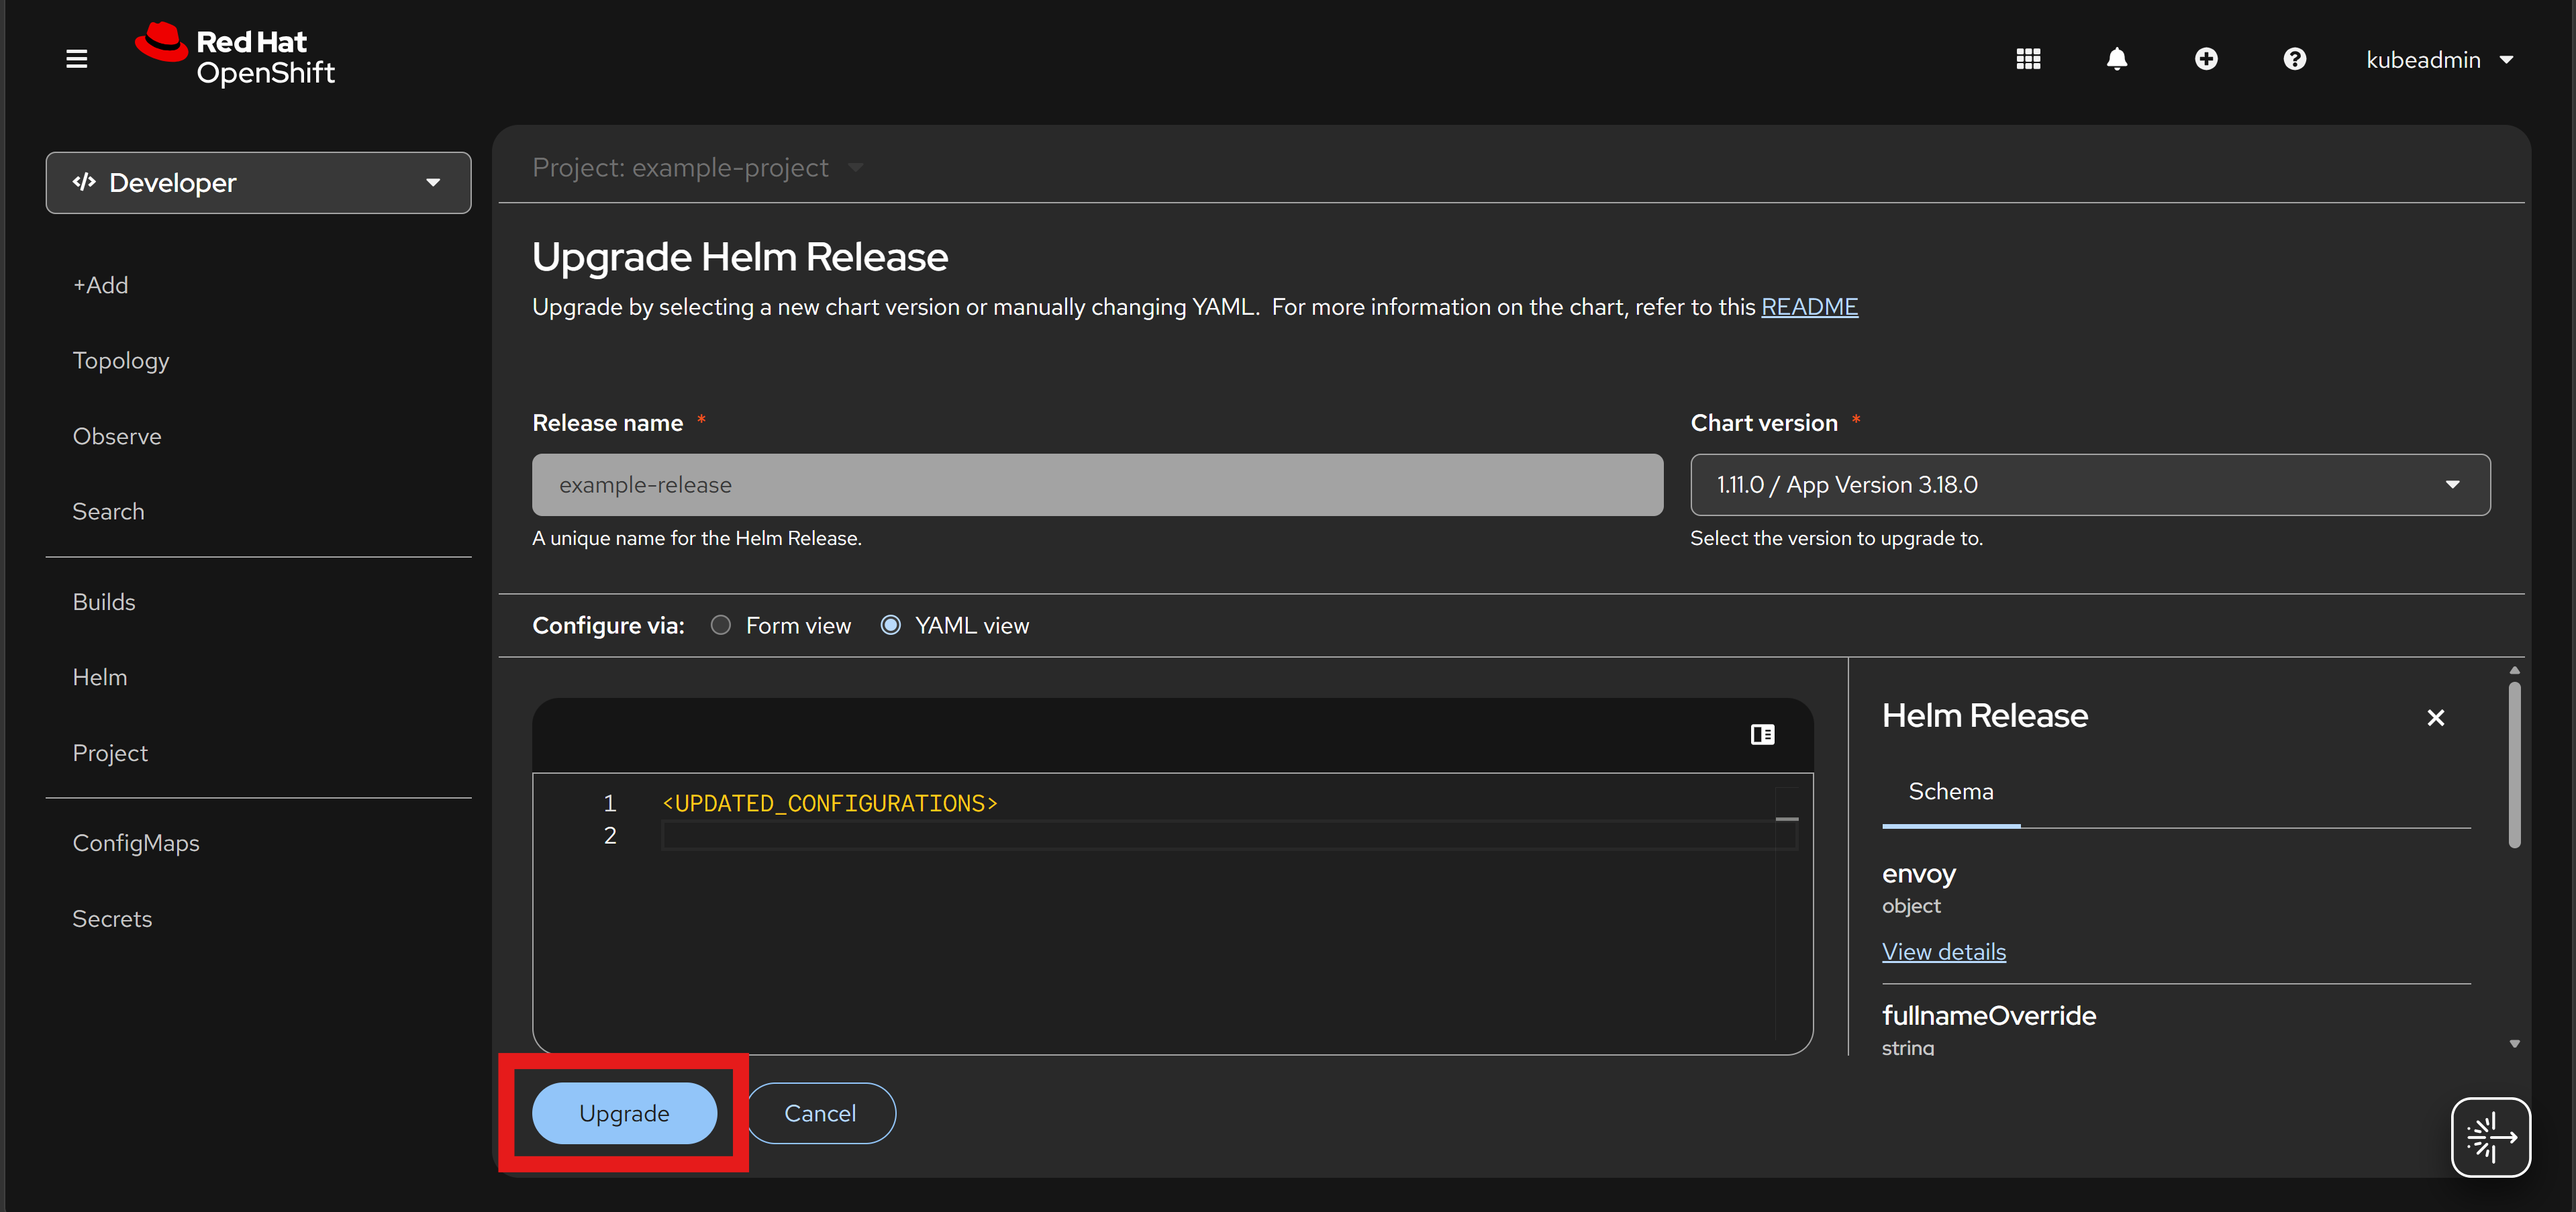 Red Hat
OpenShift
kubeadmin
Developer
+Add
Topology
Observe
Search
Builds
Helm
Project
ConfigMaps
Secrets
Project: example-project
Upgrade Helm Release
Upgrade by selecting a new chart version or manually changing YAML. For more information on the chart, refer to this README
Release name *
example-release
A unique name for the Helm Release.
Chart version *
1.11.0 / App Version 3.18.0
Select the version to upgrade to.
Configure via: Form view YAML view
1 <UPDATED_CONFIGURATIONS>
2
Helm Release
Schema
envoy
object
View details
fullnameOverride
string
Upgrade
Cancel